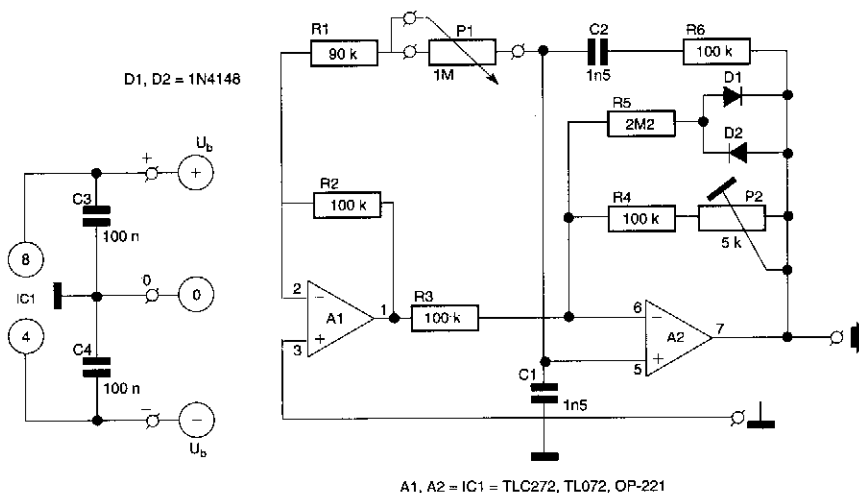 R1
90 k
P1
1M
C2
1n5
R6
100 k
D1, D2 = 1N4148
D1
R5
2M2
D2
Ub
+
+
R2
100 k
R4
100 k
P2
5 k
C3
100 n
8
IC1
0
0
2
−
A1
1
3
+
R3
100 k
6
−
A2
7
5
+
4
C4
100 n
C1
1n5
−
−
Ub
A1, A2 = IC1 = TLC272, TL072, OP-221